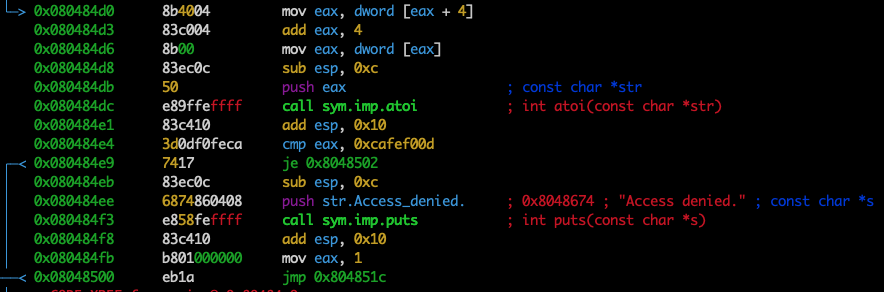 0x080484d0 8b4004 mov eax, dword [eax + 4]
0x080484d3 83c004 add eax, 4
0x080484d6 8b00 mov eax, dword [eax]
0x080484d8 83ec0c sub esp, 0xc
0x080484db 50 push eax ; const char *str
0x080484dc e89ffeffff call sym.imp.atoi ; int atoi(const char *str)
0x080484e1 83c410 add esp, 0x10
0x080484e4 3d0df0feca cmp eax, 0xcafef00d
0x080484e9 7417 je 0x8048502
0x080484eb 83ec0c sub esp, 0xc
0x080484ee 6874860408 push str.Access_denied. ; 0x8048674 ; "Access denied." ; const char *s
0x080484f3 e858feffff call sym.imp.puts ; int puts(const char *s)
0x080484f8 83c410 add esp, 0x10
0x080484fb b801000000 mov eax, 1
0x08048500 eb1a jmp 0x804851c